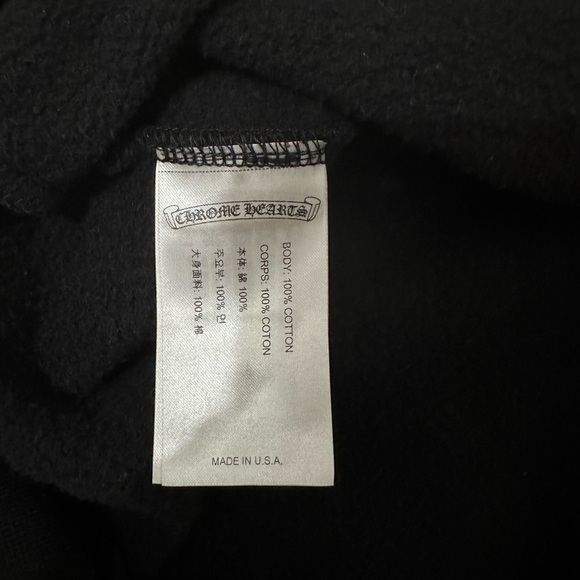 CHROME HEARTS
BODY: 100% COTTON
CORPS: 100% COTON
本体: 綿 100%
주요부: 100% 면
大身面料: 100% 棉
MADE IN U.S.A.